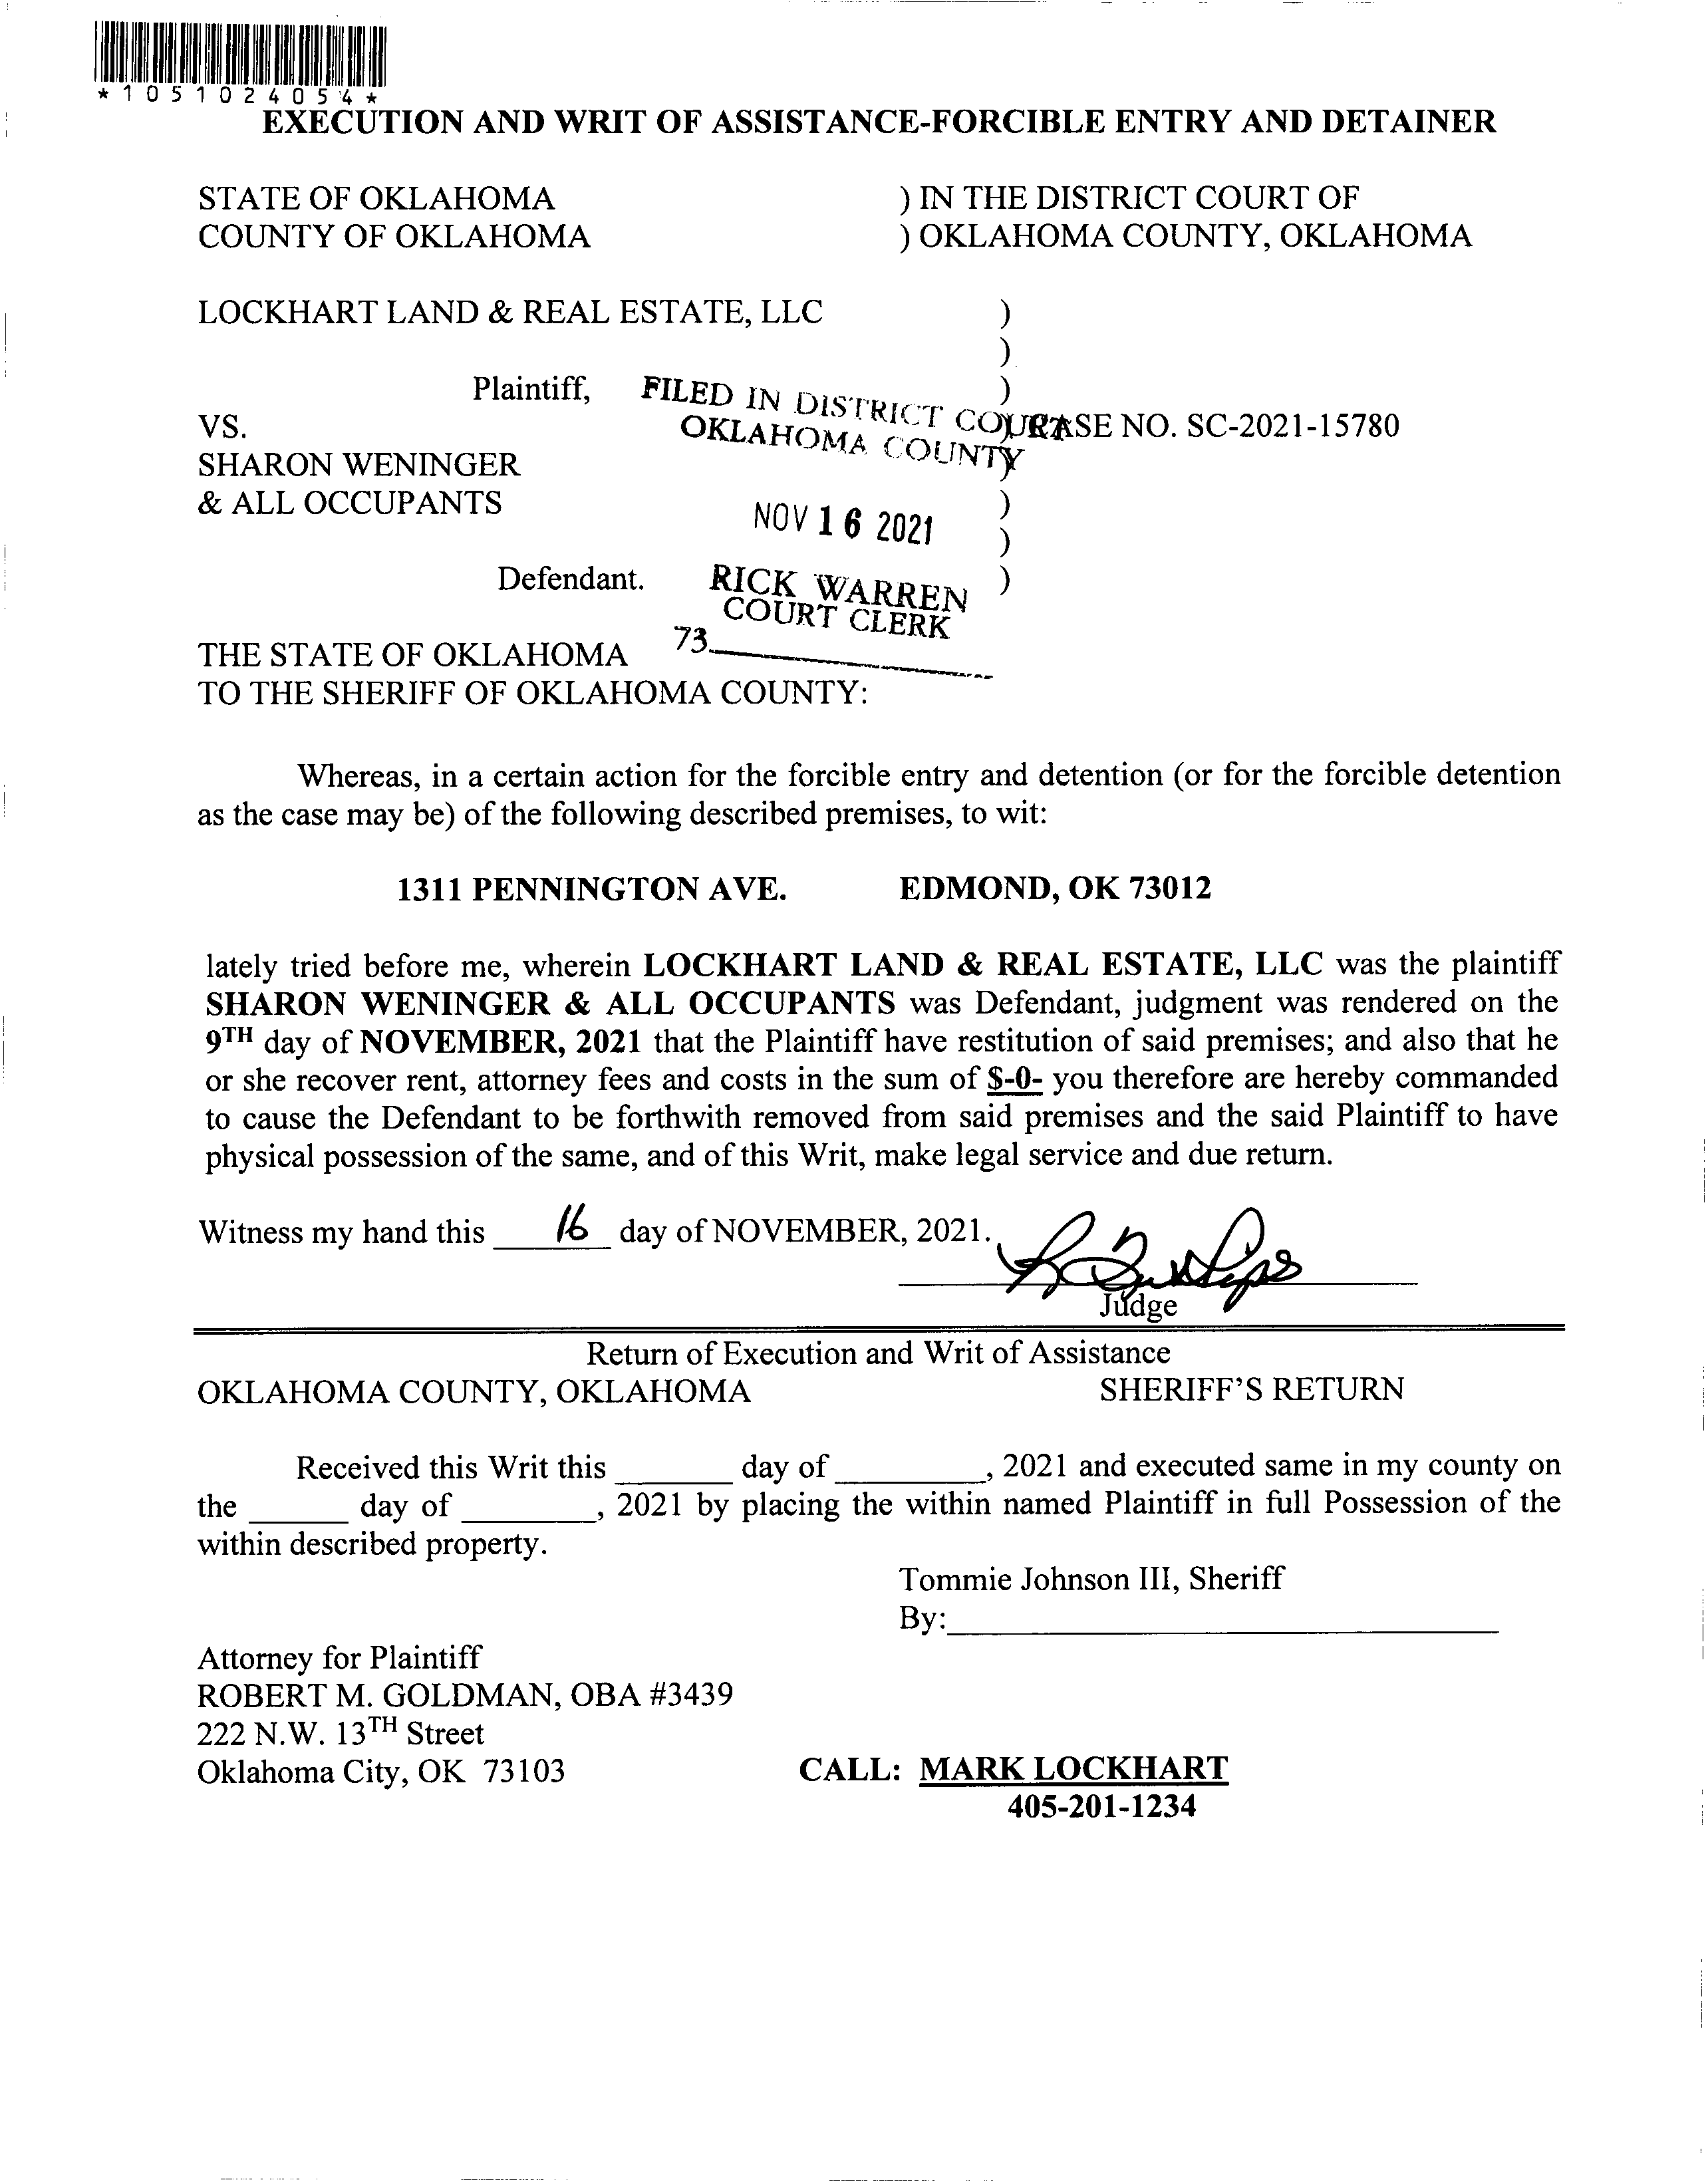 *1051024054*
EXECUTION AND WRIT OF ASSISTANCE-FORCIBLE ENTRY AND DETAINER
STATE OF OKLAHOMA ) IN THE DISTRICT COURT OF
COUNTY OF OKLAHOMA ) OKLAHOMA COUNTY, OKLAHOMA
LOCKHART LAND & REAL ESTATE, LLC )
)
Plaintiff, )
FILED IN DISTRICT COURT
OKLAHOMA COUNTY
VS. ) CASE NO. SC-2021-15780
SHARON WENINGER )
& ALL OCCUPANTS )
NOV 16 2021
)
Defendant. )
RICK WARREN
COURT CLERK
73
THE STATE OF OKLAHOMA
TO THE SHERIFF OF OKLAHOMA COUNTY:
Whereas, in a certain action for the forcible entry and detention (or for the forcible detention
as the case may be) of the following described premises, to wit:
1311 PENNINGTON AVE. EDMOND, OK 73012
lately tried before me, wherein LOCKHART LAND & REAL ESTATE, LLC was the plaintiff
SHARON WENINGER & ALL OCCUPANTS was Defendant, judgment was rendered on the
9TH day of NOVEMBER, 2021 that the Plaintiff have restitution of said premises; and also that he
or she recover rent, attorney fees and costs in the sum of $-0- you therefore are hereby commanded
to cause the Defendant to be forthwith removed from said premises and the said Plaintiff to have
physical possession of the same, and of this Writ, make legal service and due return.
Witness my hand this 16 day of NOVEMBER, 2021.
Judge
Return of Execution and Writ of Assistance
OKLAHOMA COUNTY, OKLAHOMA SHERIFF'S RETURN
Received this Writ this ______ day of ________, 2021 and executed same in my county on
the ______ day of ________, 2021 by placing the within named Plaintiff in full Possession of the
within described property.
Tommie Johnson III, Sheriff
By:______________________________
Attorney for Plaintiff
ROBERT M. GOLDMAN, OBA #3439
222 N.W. 13TH Street
Oklahoma City, OK 73103 CALL: MARK LOCKHART
405-201-1234